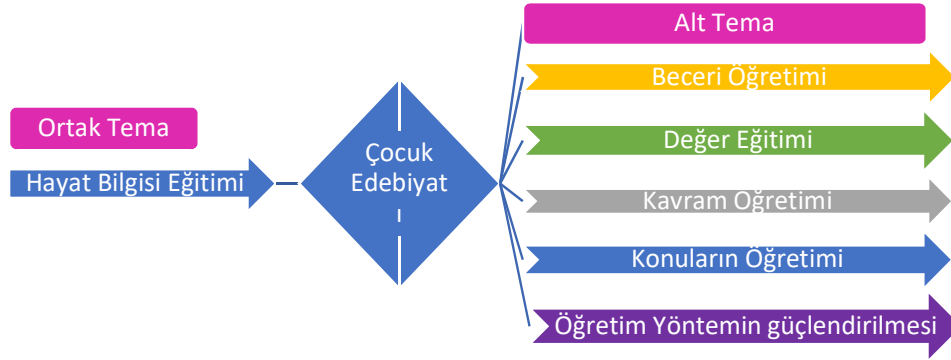 Ortak Tema
Hayat Bilgisi Eğitimi
Çocuk
Edebiyat
ı
Alt Tema
Beceri Öğretimi
Değer Eğitimi
Kavram Öğretimi
Konuların Öğretimi
Öğretim Yöntemin güçlendirilmesi